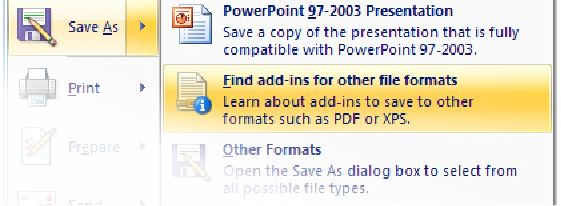 PowerPoint 97-2003 Presentation
Save As
Save a copy of the presentation that is fully
compatible with PowerPoint 97-2003.
Print
Find add-ins for other file formats
Learn about add-ins to save to other
formats such as PDF or XPS.
Prepare
Other Formats
Open the Save As dialog box to select from
all possible file types.
Send